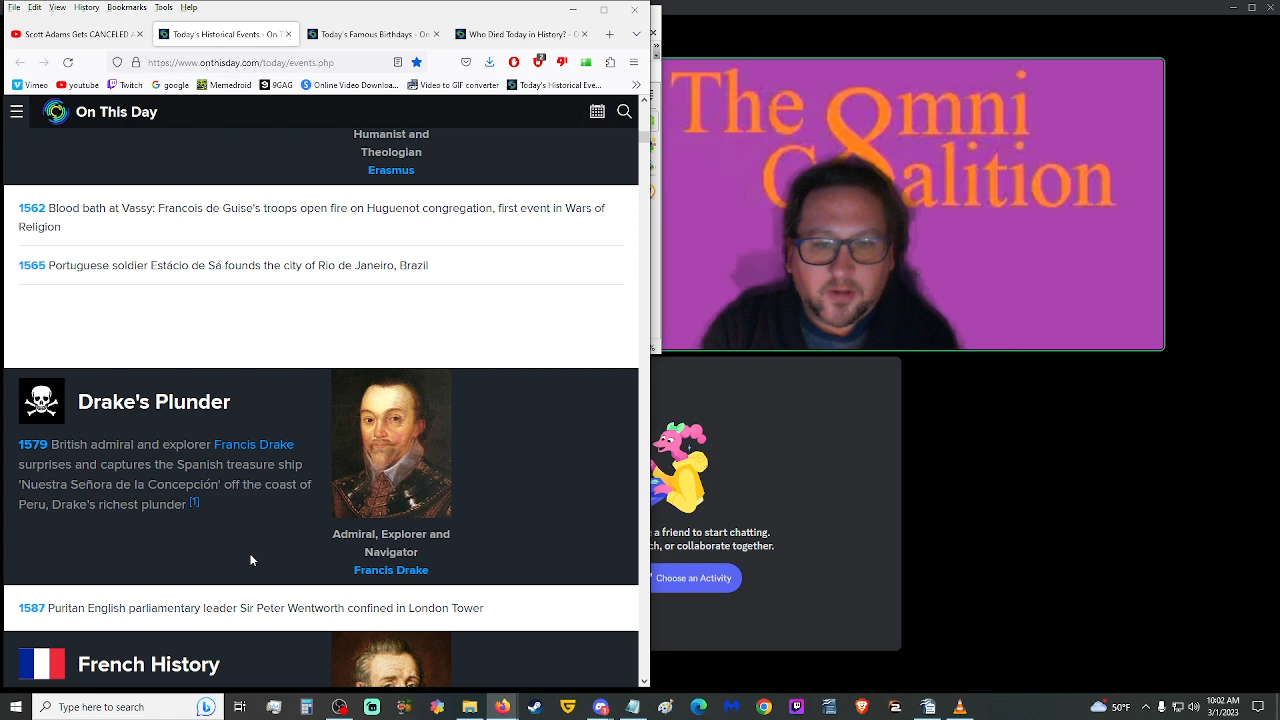 File Edit View History Bookmarks Tools Help
Scott Adams Gets CANCELED A
Today's Historical Events - On T
Today's Famous Birthdays - On
Who Died Today in History? - O
https://www.onthisday.com/today/events.php
2
Vimeo youtube Twitch google Memedroid 9GAG Online Video Downloa... Video to GIF converter Today's Historical Eve...
On This Day
Humanist and
Theologian
Erasmus
1562 Blood bath at Vassy: Francois de Guise's troops open fire on Huguenot congregation, first event in Wars of
Religion
1565 Portuguese soldier Estácio de Sá founds the city of Rio de Janeiro, Brazil
Drake's Plunder
1579 British admiral and explorer Francis Drake
surprises and captures the Spanish treasure ship
'Nuestra Señora de la Concepción' off the coast of
Peru, Drake's richest plunder [1]
Admiral, Explorer and
Navigator
Francis Drake
1587 Puritan English parliamentary leader Sir Peter Wentworth confined in London Tower
French History
The 8mni
C alition
a friend to start chatting.
ch, or collaborate together.
Choose an Activity
Type here to search
50°F
10:02 AM
3/1/2023